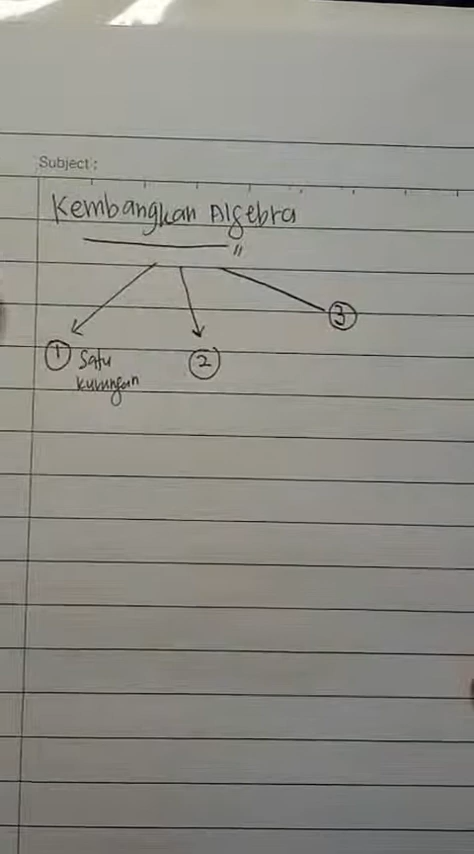 Subject :
Kembangkan Algebra
"
③
① Satu
②
kurungan